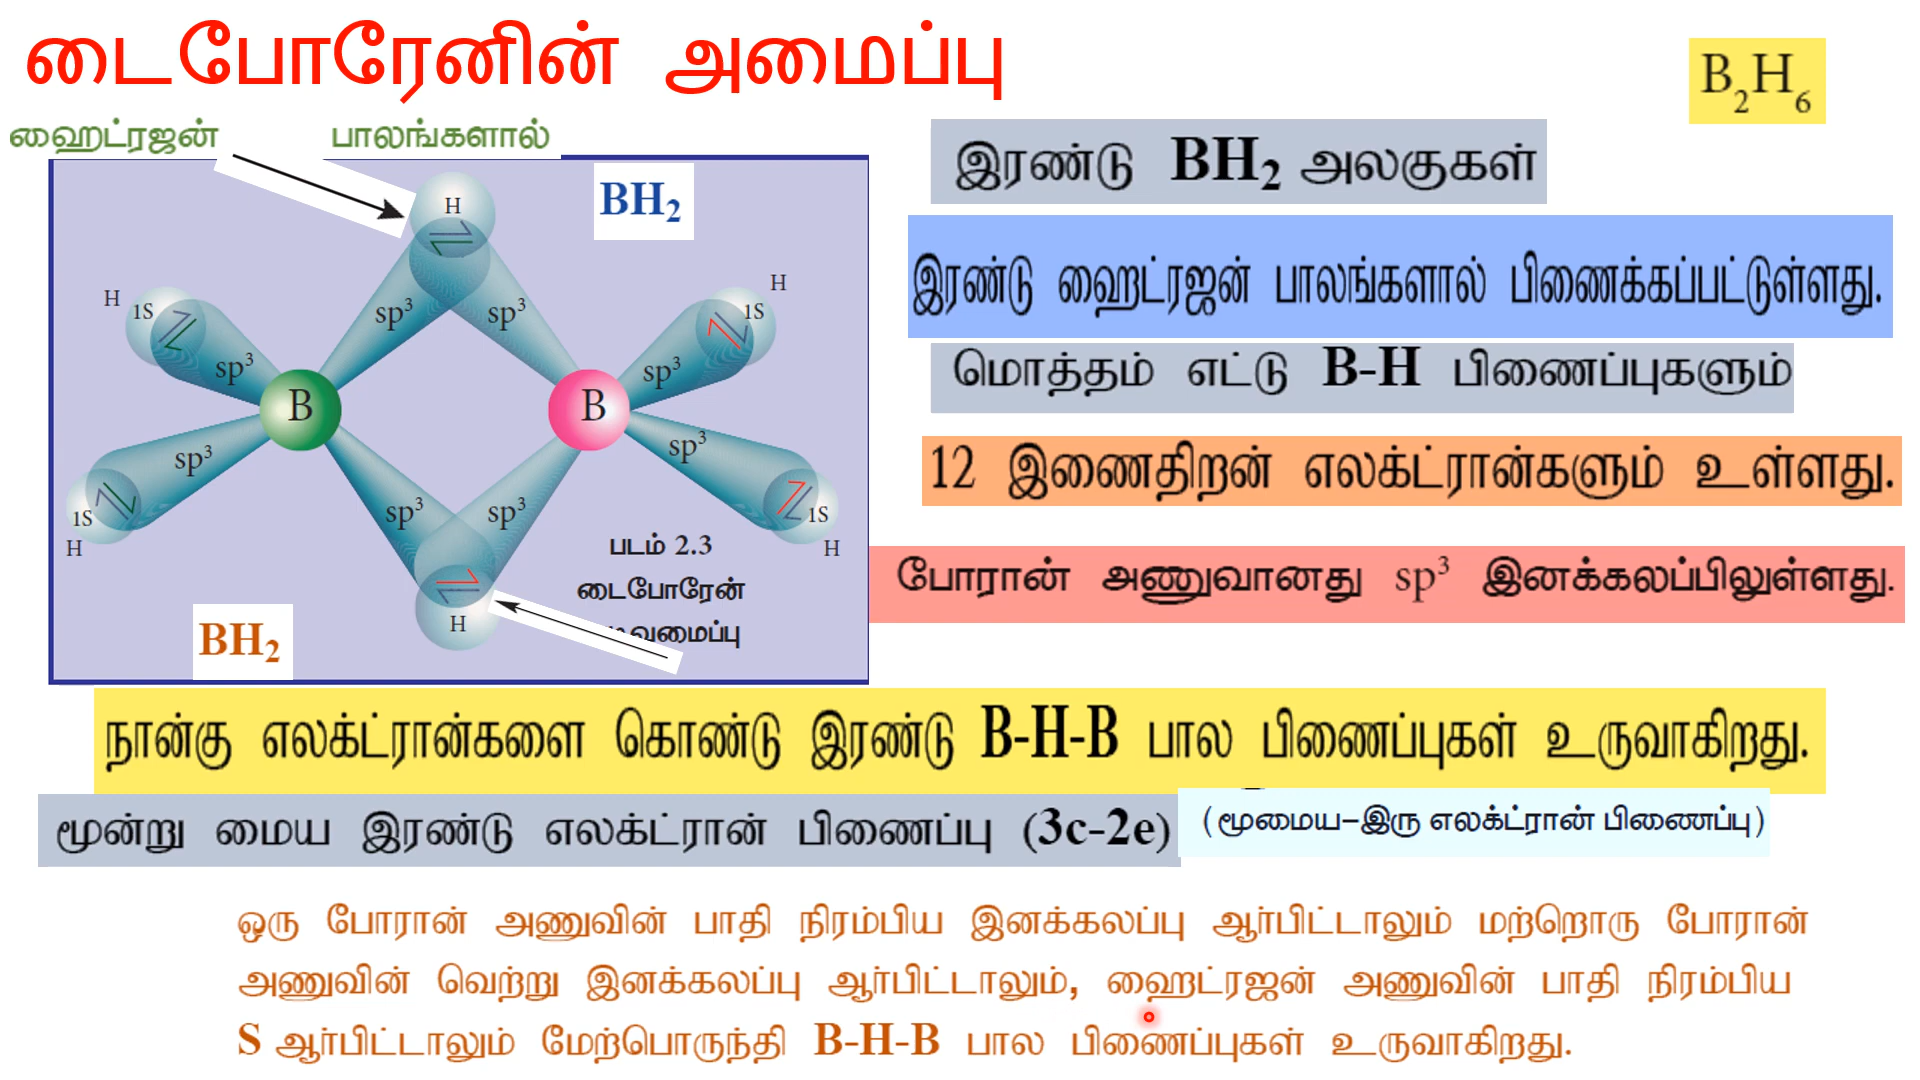 டைபோரேனின் அமைப்பு
B2H6
ஹைட்ரஜன் பாலங்களால்
BH2
H
H
1S
sp3
sp3
sp3
H
1S
sp3
B
B
sp3
1S
H
sp3
1S
H
sp3
sp3
H
படம் 2.3
டைபோரேன்
வமைப்பு
BH2
இரண்டு BH2 அலகுகள்
இரண்டு ஹைட்ரஜன் பாலங்களால் பிணைக்கப்பட்டுள்ளது.
மொத்தம் எட்டு B-H பிணைப்புகளும்
12 இணைதிறன் எலக்ட்ரான்களும் உள்ளது.
போரான் அணுவானது sp3 இனக்கலப்பிலுள்ளது.
நான்கு எலக்ட்ரான்களை கொண்டு இரண்டு B-H-B பால பிணைப்புகள் உருவாகிறது.
மூன்று மைய இரண்டு எலக்ட்ரான் பிணைப்பு (3c-2e) (மூமைய–இரு எலக்ட்ரான் பிணைப்பு)
ஒரு போரான் அணுவின் பாதி நிரம்பிய இனக்கலப்பு ஆர்பிட்டாலும் மற்றொரு போரான்
அணுவின் வெற்று இனக்கலப்பு ஆர்பிட்டாலும், ஹைட்ரஜன் அணுவின் பாதி நிரம்பிய
S ஆர்பிட்டாலும் மேற்பொருந்தி B-H-B பால பிணைப்புகள் உருவாகிறது.